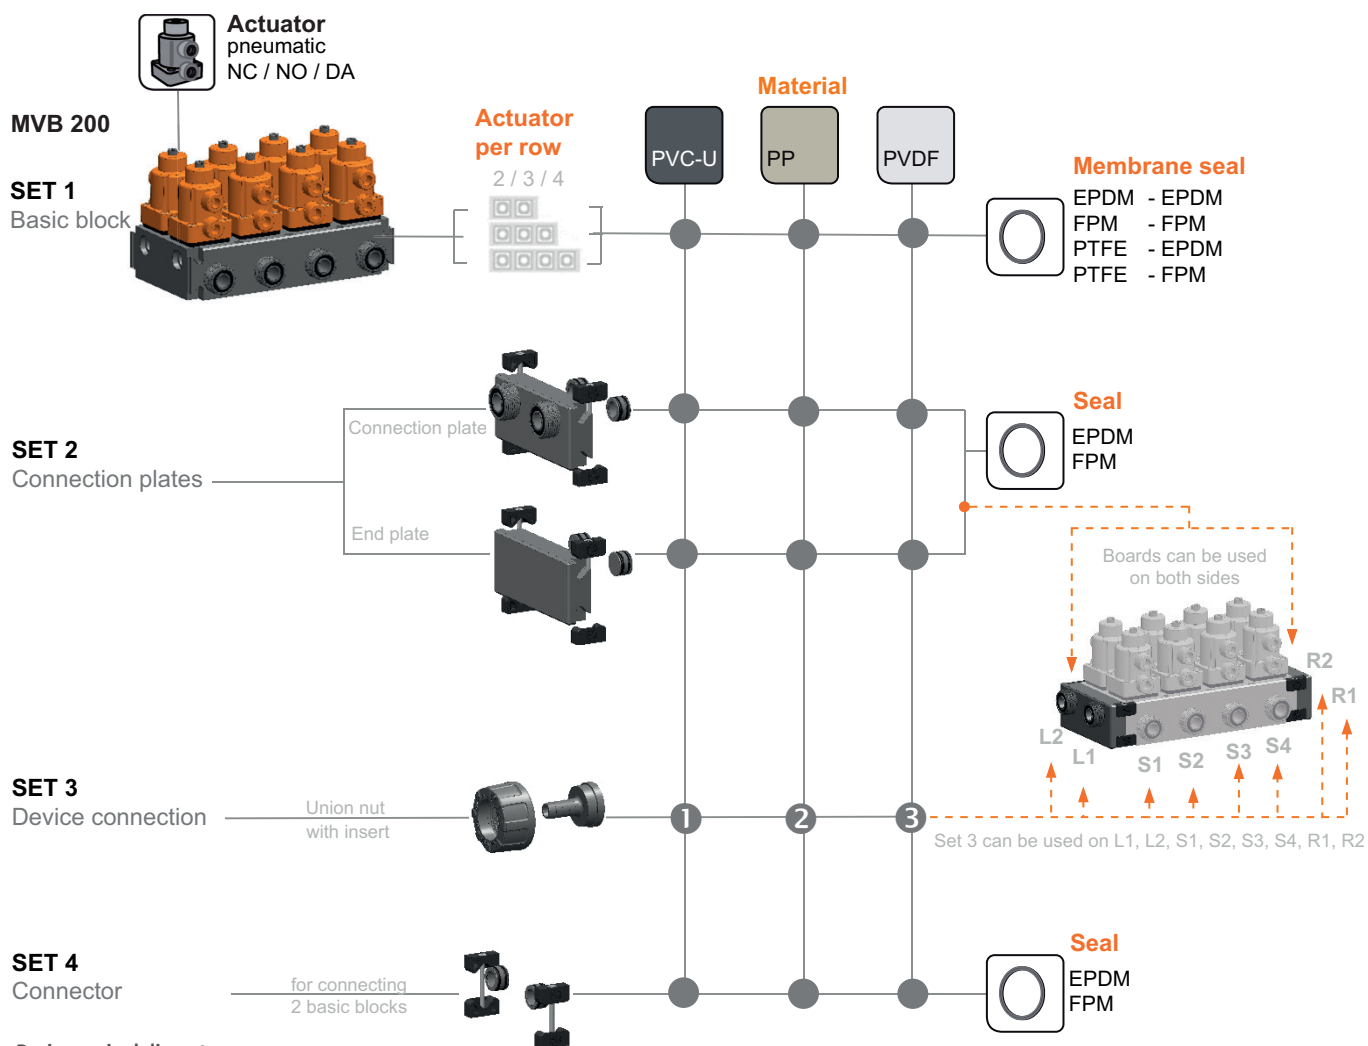 Actuator
pneumatic
NC / NO / DA
MVB 200
SET 1
Basic block
Actuator
per row
2 / 3 / 4
Material
PVC-U
PP
PVDF
Membrane seal
EPDM - EPDM
FPM - FPM
PTFE - EPDM
PTFE - FPM
SET 2
Connection plates
Connection plate
End plate
Seal
EPDM
FPM
Boards can be used
on both sides
R2
R1
L2
L1
S1
S2
S3
S4
SET 3
Device connection
Union nut
with insert
1
2
3
Set 3 can be used on L1, L2, S1, S2, S3, S4, R1, R2
SET 4
Connector
for connecting
2 basic blocks
Seal
EPDM
FPM